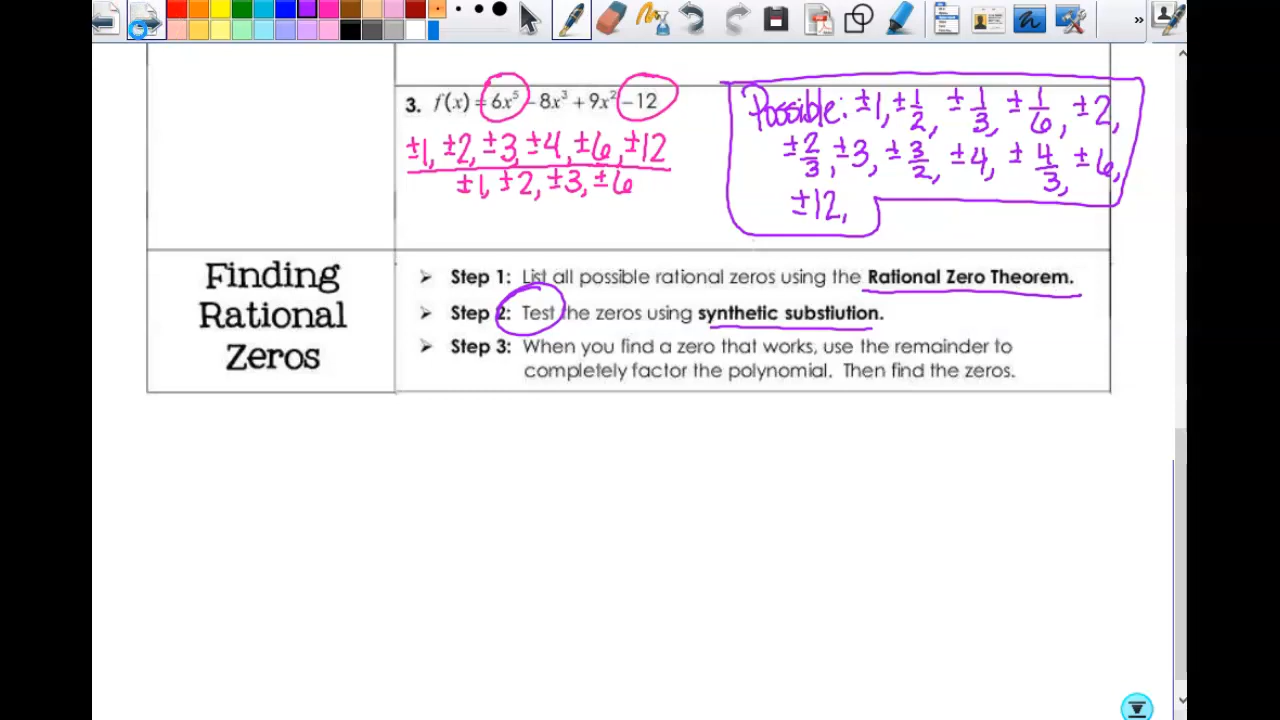 3. f(x) = 6x⁵ – 8x³ + 9x² – 12
±1, ±2, ±3, ±4, ±6, ±12
±1, ±2, ±3, ±6
Possible: ±1, ±1/2, ±1/3, ±1/6, ±2,
±2/3, ±3, ±3/2, ±4, ±4/3, ±6,
±12,
Finding
Rational
Zeros
➢ Step 1: List all possible rational zeros using the Rational Zero Theorem.
➢ Step 2: Test the zeros using synthetic substiution.
➢ Step 3: When you find a zero that works, use the remainder to
completely factor the polynomial. Then find the zeros.